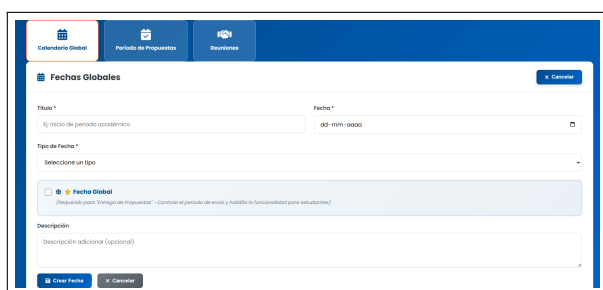 Calendario Global
Periodo de Propuestas
Reuniones
Fechas Globales
× Cancelar
Título *
Fecha *
Ej: Inicio de periodo académico
dd-mm-aaaa
Tipo de Fecha *
Seleccione un tipo
Fecha Global
(Requerido para "Entrega de Propuestas" - Controla el periodo de envío y habilita la funcionalidad para estudiantes)
Descripción
Descripción adicional (opcional)
Crear Fecha
× Cancelar